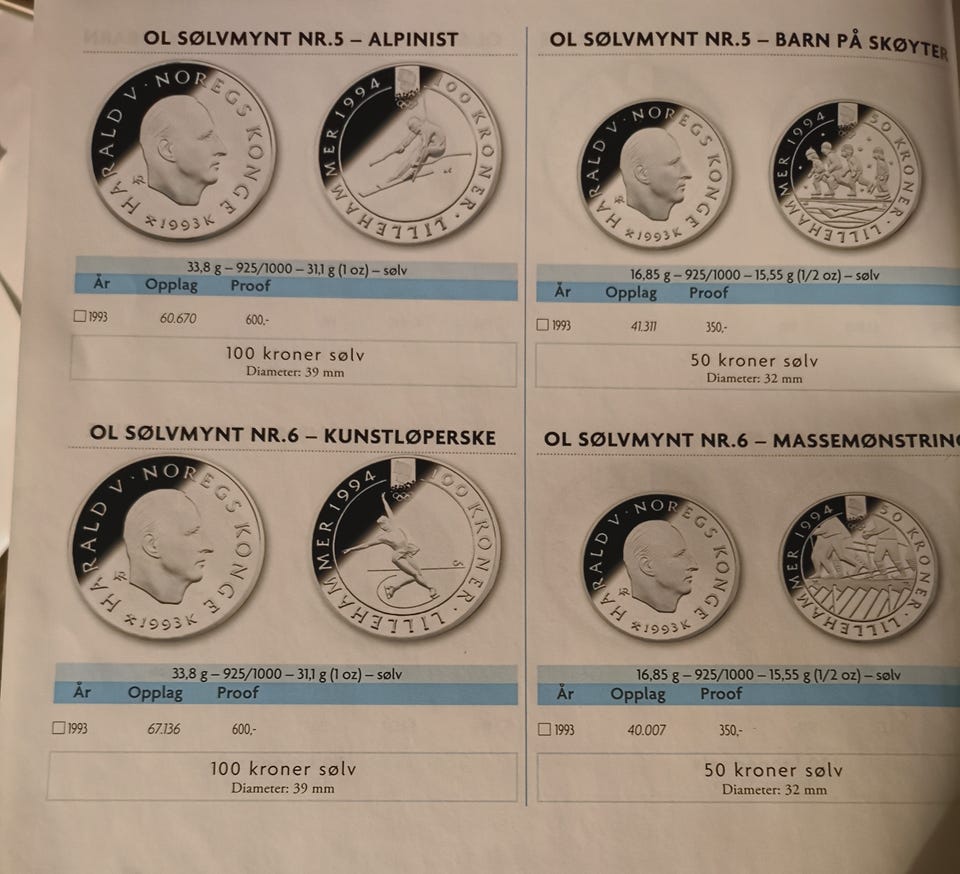 OL SØLVMYNT NR.5 – ALPINIST
HARALD V · NOREGS KONGE
1993 K
LILLEHAMMER 1994 100 KRONER
33,8 g – 925/1000 – 31,1 g (1 oz) – sølv
År Opplag Proof
1993 60.670 600,-
100 kroner sølv
Diameter: 39 mm
OL SØLVMYNT NR.5 – BARN PÅ SKØYTER
HARALD V · NOREGS KONGE
1993 K
LILLEHAMMER 1994 50 KRONER
16,85 g – 925/1000 – 15,55 g (1/2 oz) – sølv
År Opplag Proof
1993 41.311 350,-
50 kroner sølv
Diameter: 32 mm
OL SØLVMYNT NR.6 – KUNSTLØPERSKE
HARALD V · NOREGS KONGE
1993 K
LILLEHAMMER 1994 100 KRONER
33,8 g – 925/1000 – 31,1 g (1 oz) – sølv
År Opplag Proof
1993 67.136 600,-
100 kroner sølv
Diameter: 39 mm
OL SØLVMYNT NR.6 – MASSEMØNSTRING
HARALD V · NOREGS KONGE
1993 K
LILLEHAMMER 1994 50 KRONER
16,85 g – 925/1000 – 15,55 g (1/2 oz) – sølv
År Opplag Proof
1993 40.007 350,-
50 kroner sølv
Diameter: 32 mm